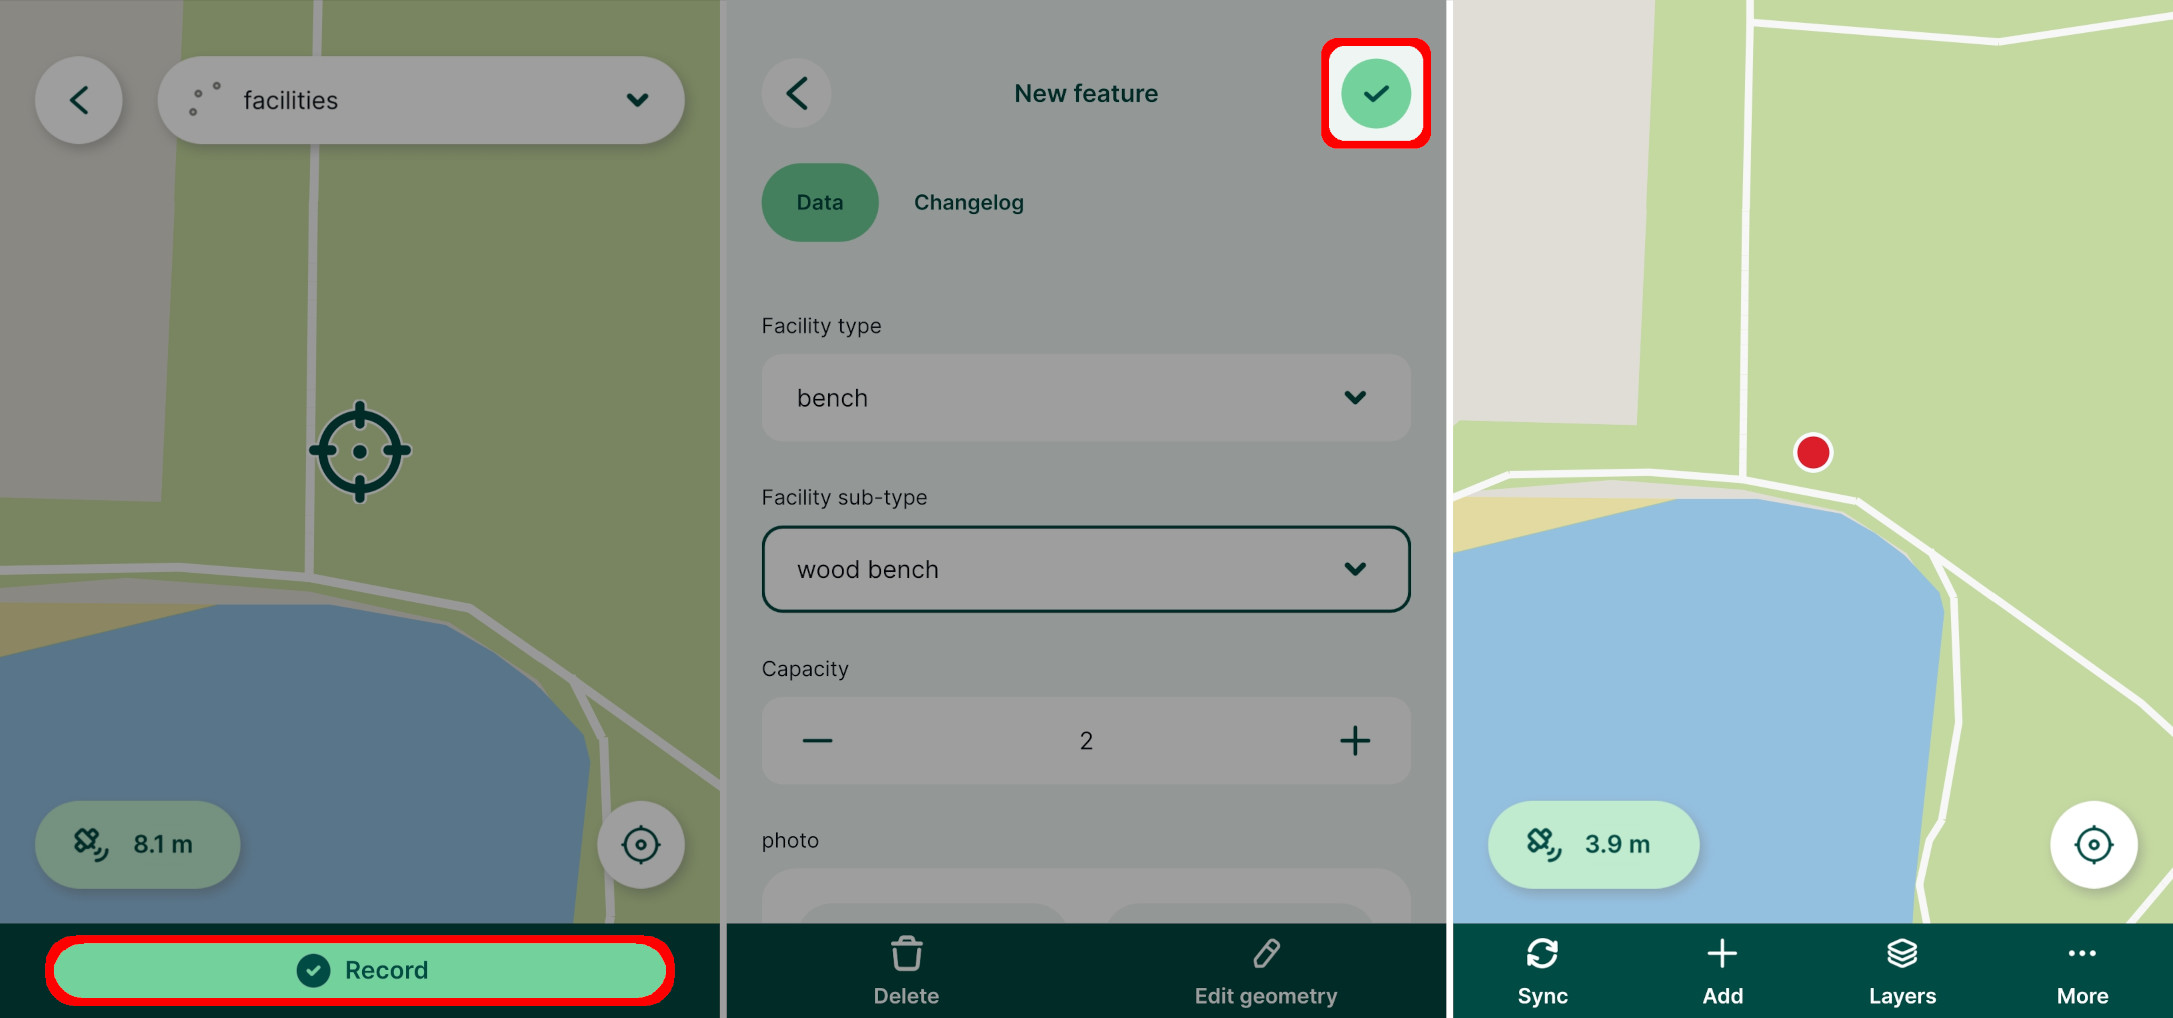 facilities
8.1 m
Record
New feature
Data
Changelog
Facility type
bench
Facility sub-type
wood bench
Capacity
2
photo
Delete
Edit geometry
3.9 m
Sync
Add
Layers
More